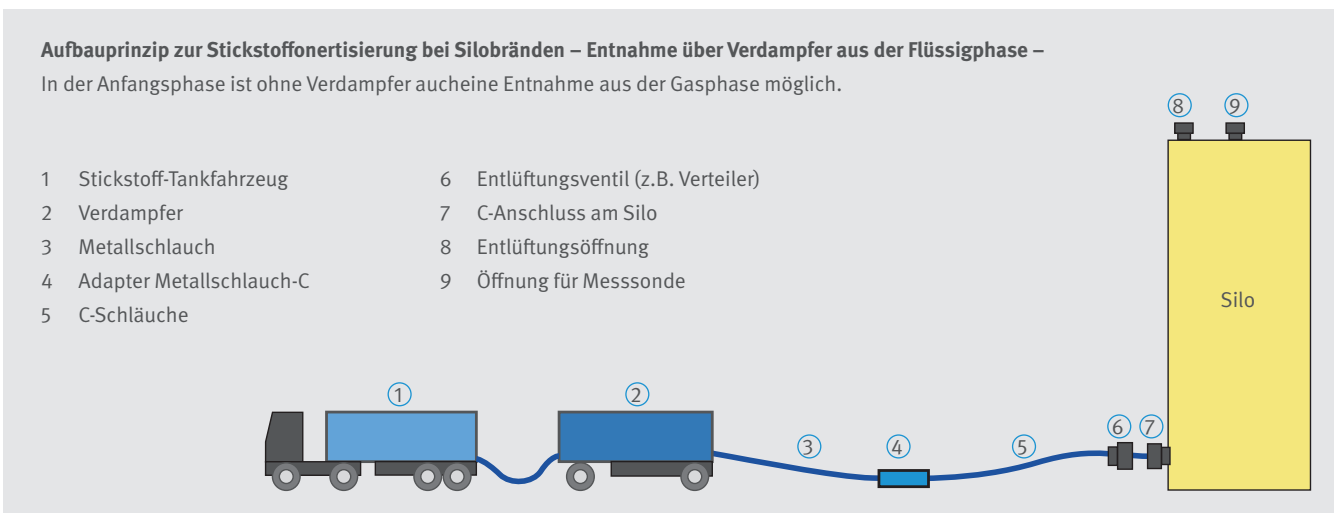 Aufbauprinzip zur Stickstoffonertisierung bei Silobränden – Entnahme über Verdampfer aus der Flüssigphase –
In der Anfangsphase ist ohne Verdampfer aucheine Entnahme aus der Gasphase möglich.
8 9
1 Stickstoff-Tankfahrzeug
2 Verdampfer
3 Metallschlauch
4 Adapter Metallschlauch-C
5 C-Schläuche
6 Entlüftungsventil (z.B. Verteiler)
7 C-Anschluss am Silo
8 Entlüftungsöffnung
9 Öffnung für Messsonde
Silo
1 2
3 4 5 6 7